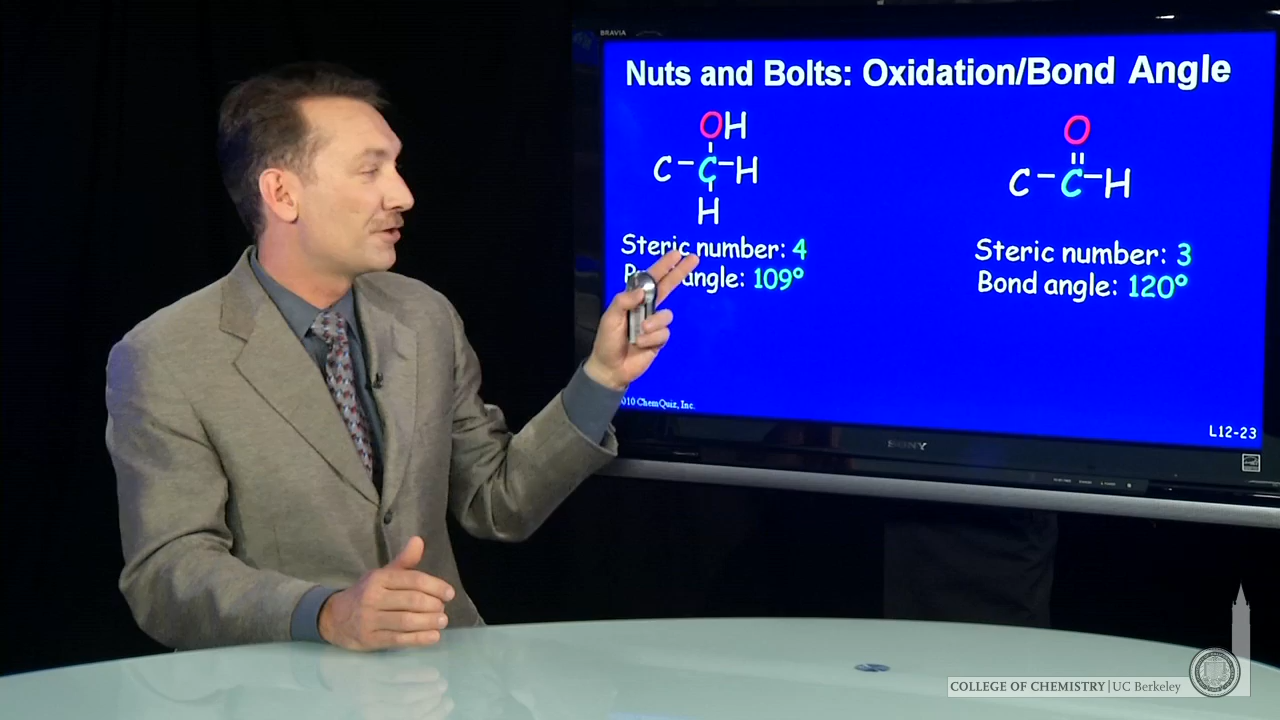 BRAVIA
Nuts and Bolts: Oxidation/Bond Angle
OH
C-C-H
H
Steric number: 4
angle: 109°
O
C-C-H
Steric number: 3
Bond angle: 120°
ChemQuiz, Inc.
L12-23
SONY
COLLEGE OF CHEMISTRY | UC Berkeley